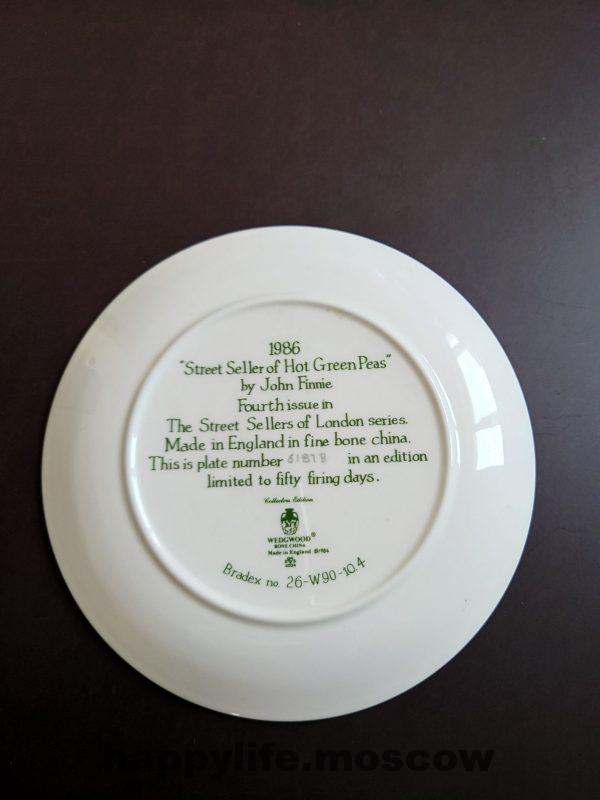 1986
"Street Seller of Hot Green Peas"
by John Finnie
Fourth issue in
The Street Sellers of London series.
Made in England in fine bone china.
This is plate number in an edition
limited to fifty firing days.
Collectors Edition
WEDGWOOD®
BONE CHINA
Made in England
Bradex no. 26-W90-10.4
happylife.moscow